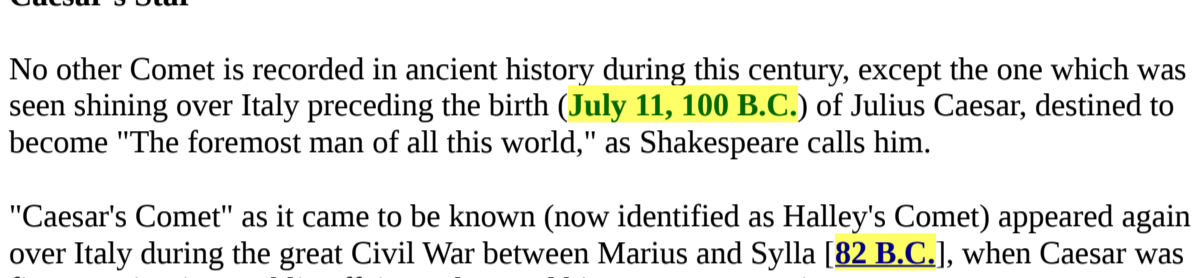 Caesar's Star
No other Comet is recorded in ancient history during this century, except the one which was
seen shining over Italy preceding the birth (July 11, 100 B.C.) of Julius Caesar, destined to
become "The foremost man of all this world," as Shakespeare calls him.
"Caesar's Comet" as it came to be known (now identified as Halley's Comet) appeared again
over Italy during the great Civil War between Marius and Sylla [82 B.C.], when Caesar was